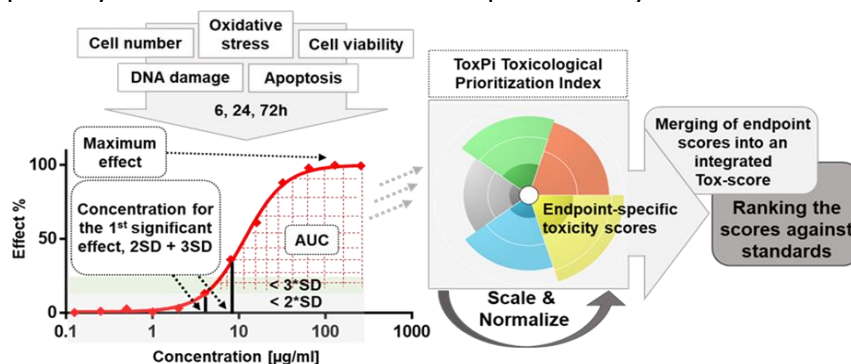 Cell number
Oxidative
stress
Cell viability
DNA damage
Apoptosis
6, 24, 72h
Maximum
effect
Concentration for
the 1st significant
effect, 2SD + 3SD
AUC
< 3*SD
< 2*SD
Effect %
100
50
0
0.1
1
10
100
1000
Concentration [µg/ml]
ToxPi Toxicological
Prioritization Index
Endpoint-specific
toxicity scores
Scale &
Normalize
Merging of endpoint
scores into an
integrated
Tox-score
Ranking the
scores against
standards